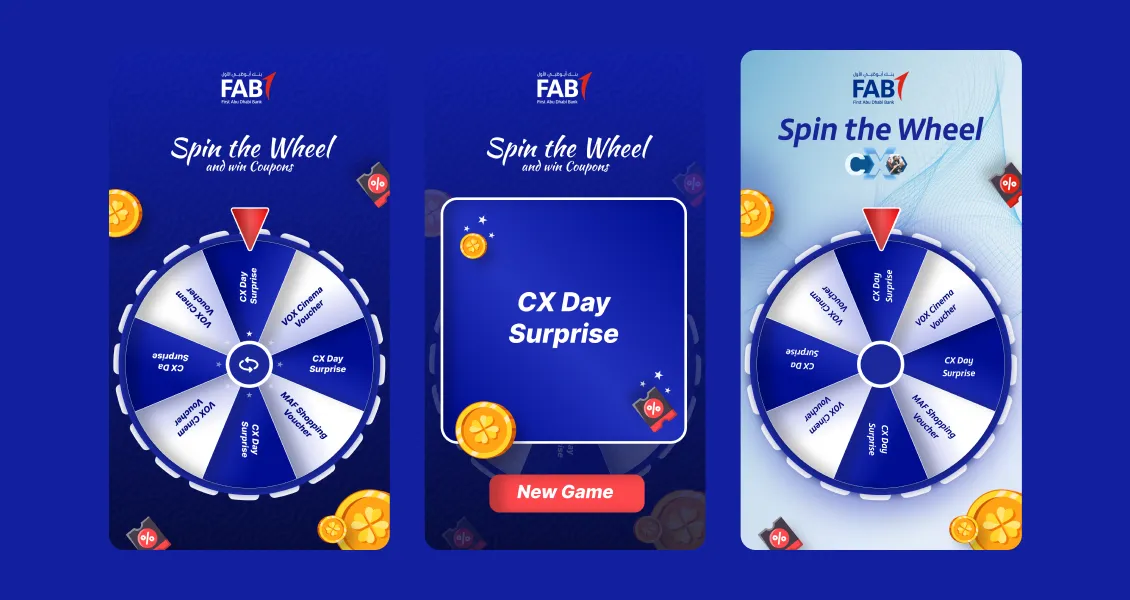 بنك أبوظبي الأول
FAB
First Abu Dhabi Bank
Spin the Wheel
and win Coupons
%
CX Day
Surprise
VOX Cinema
Voucher
CX Day
Surprise
MAF Shopping
Voucher
CX Day
Surprise
VOX Cinem
Voucher
CX Da
Surprise
VOX Cinem
Voucher
%
بنك أبوظبي الأول
FAB
First Abu Dhabi Bank
Spin the Wheel
and win Coupons
%
CX Day
Surprise
%
New Game
%
بنك أبوظبي الأول
FAB
First Abu Dhabi Bank
Spin the Wheel
CX
%
CX Day
Surprise
VOX Cinema
Voucher
CX Day
Surprise
MAF Shopping
Voucher
CX Day
Surprise
VOX Cinem
Voucher
CX Da
Surprise
VOX Cinem
Voucher
%